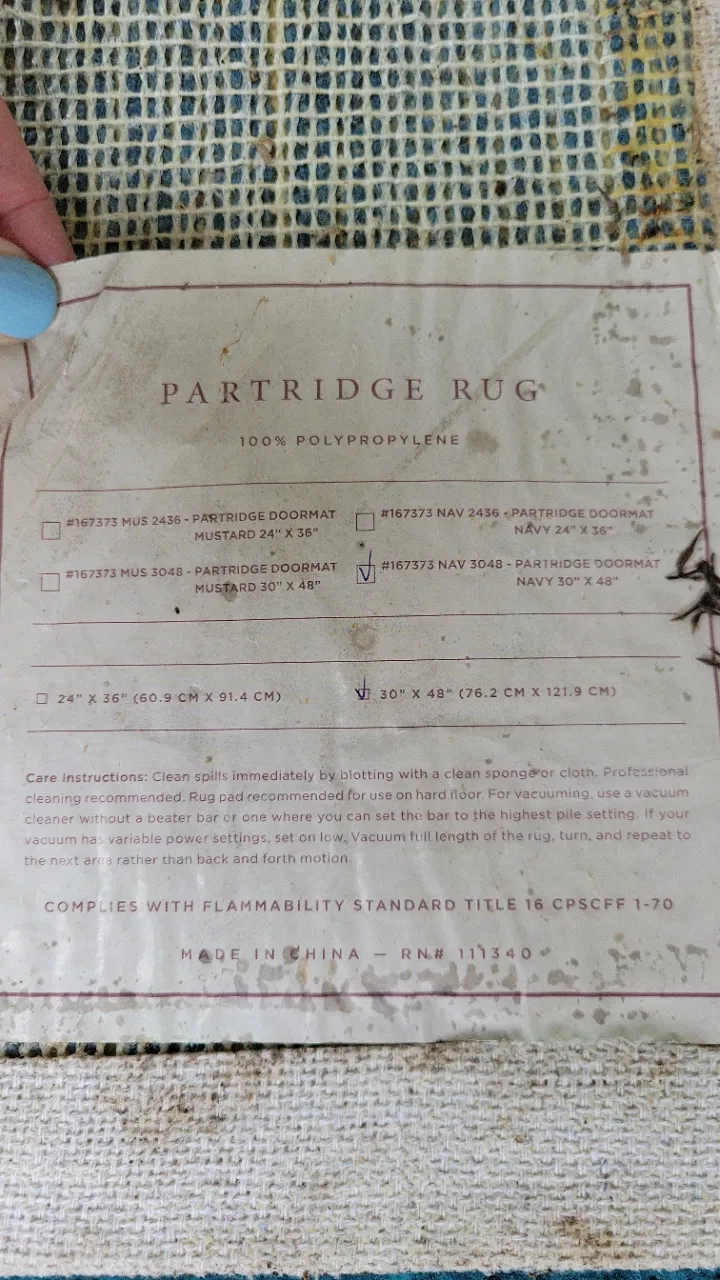 PARTRIDGE RUG
100% POLYPROPYLENE
#167373 MUS 2436 - PARTRIDGE DOORMAT
MUSTARD 24" X 36"
#167373 NAV 2436 - PARTRIDGE DOORMAT
NAVY 24" X 36"
#167373 MUS 3048 - PARTRIDGE DOORMAT
MUSTARD 30" X 48"
#167373 NAV 3048 - PARTRIDGE DOORMAT
NAVY 30" X 48"
24" X 36" (60.9 CM X 91.4 CM)
30" X 48" (76.2 CM X 121.9 CM)
Care Instructions: Clean spills immediately by blotting with a clean sponge or cloth. Professional
cleaning recommended. Rug pad recommended for use on hard floor. For vacuuming, use a vacuum
cleaner without a beater bar or one where you can set the bar to the highest pile setting. If your
vacuum has variable power settings, set on low. Vacuum full length of the rug, turn, and repeat to
the next area rather than back and forth motion.
COMPLIES WITH FLAMMABILITY STANDARD TITLE 16 CPSCFF 1-70
MADE IN CHINA — RN# 111340